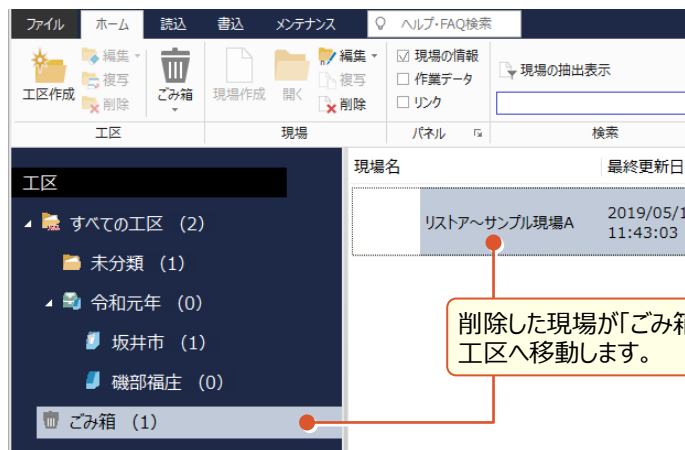 ファイル ホーム 読込 書込 メンテナンス ヘルプ・FAQ検索
工区作成 編集 複写 削除 ごみ箱 現場作成 開く 編集 複写 削除
現場の情報
作業データ
リンク
現場の抽出表示
工区 現場 パネル 検索
工区
すべての工区 (2)
未分類 (1)
令和元年 (0)
坂井市 (1)
磯部福庄 (0)
ごみ箱 (1)
現場名 最終更新日
リストア～サンプル現場A 2019/05/1
11:43:03
削除した現場が「ごみ箱
工区へ移動します。